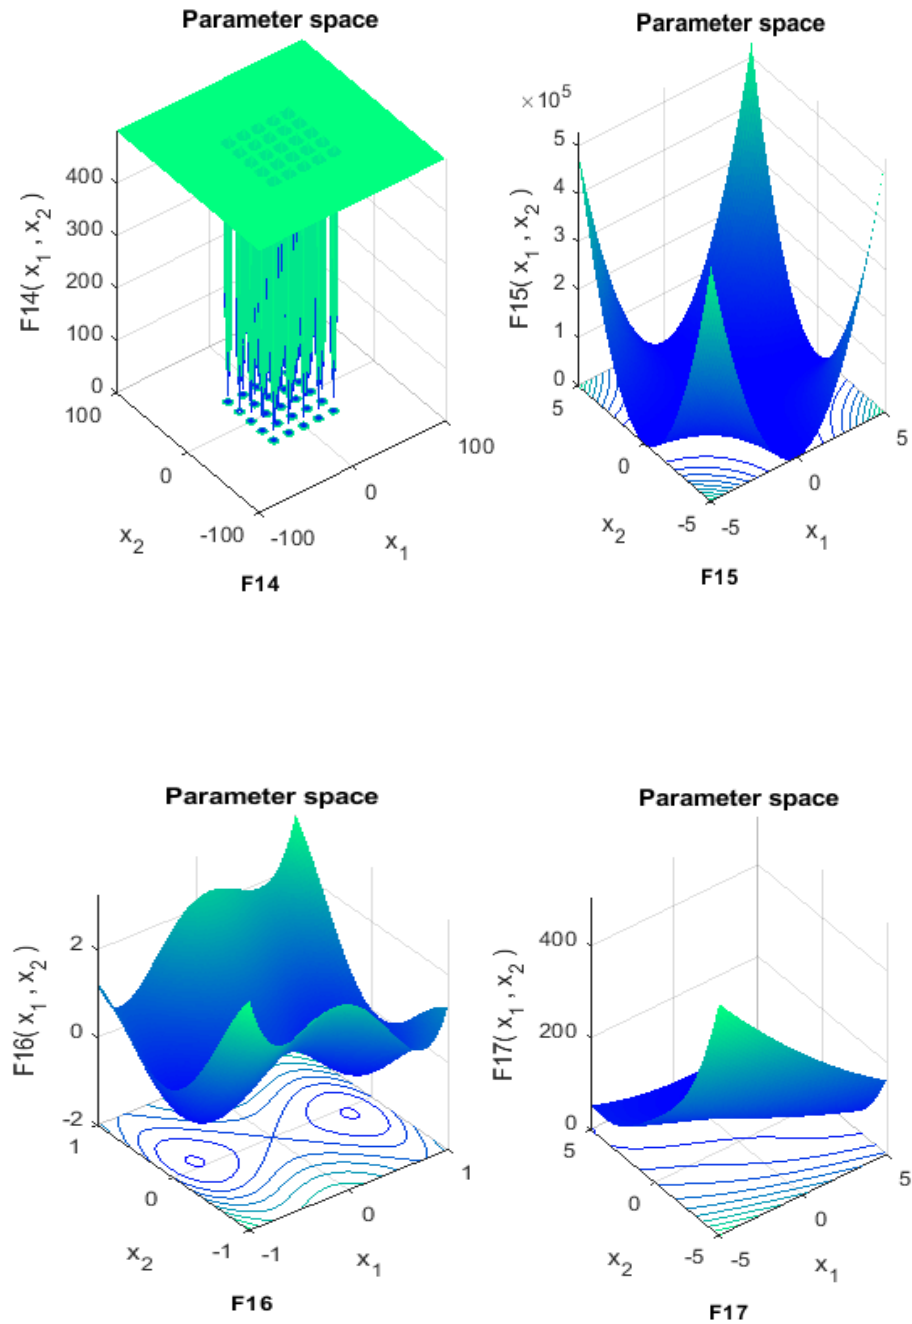 Parameter space
400
300
200
100
0
F14( x1 , x2 )
100
0
-100
x2
-100
0
100
x1
F14
Parameter space
×10^5
5
4
3
2
1
0
F15( x1 , x2 )
5
0
-5
x2
-5
0
5
x1
F15
Parameter space
2
0
-2
F16( x1 , x2 )
1
0
-1
x2
-1
0
1
x1
F16
Parameter space
400
200
0
F17( x1 , x2 )
5
0
-5
x2
-5
0
5
x1
F17